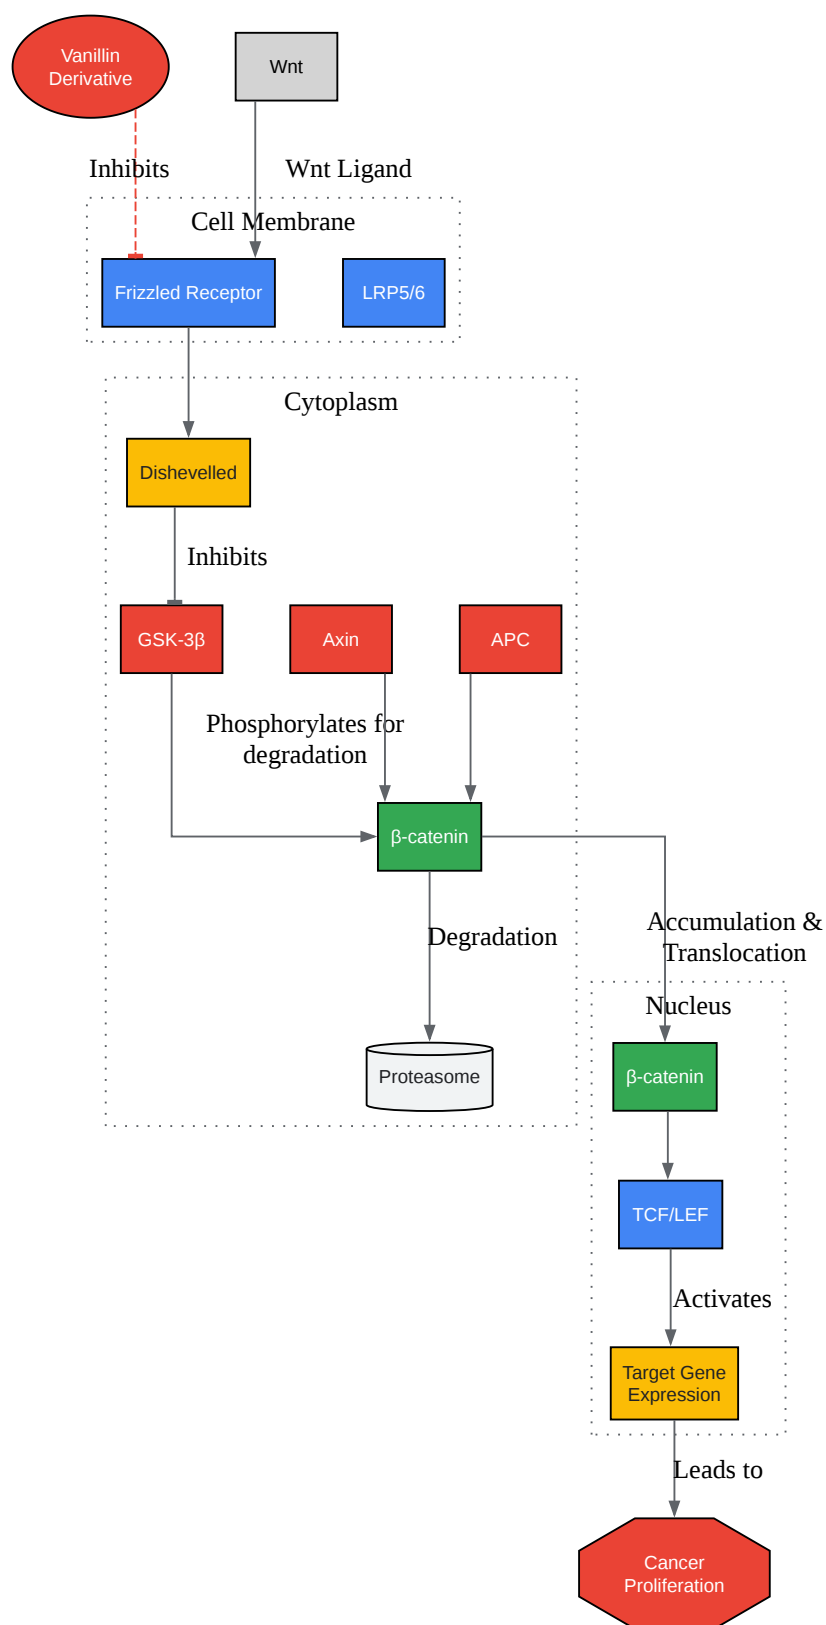 Vanillin
Derivative
Wnt
Inhibits
Wnt Ligand
Cell Membrane
Frizzled Receptor
LRP5/6
Cytoplasm
Dishevelled
Inhibits
GSK-3β
Axin
APC
Phosphorylates for
degradation
β-catenin
Degradation
Accumulation &
Translocation
Nucleus
Proteasome
β-catenin
TCF/LEF
Activates
Target Gene
Expression
Leads to
Cancer
Proliferation